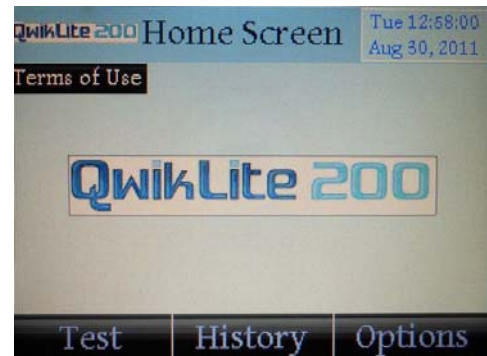 QwikLite 200 Home Screen
Tue 12:58:00
Aug 30, 2011
Terms of Use
QwikLite 200
Test History Options